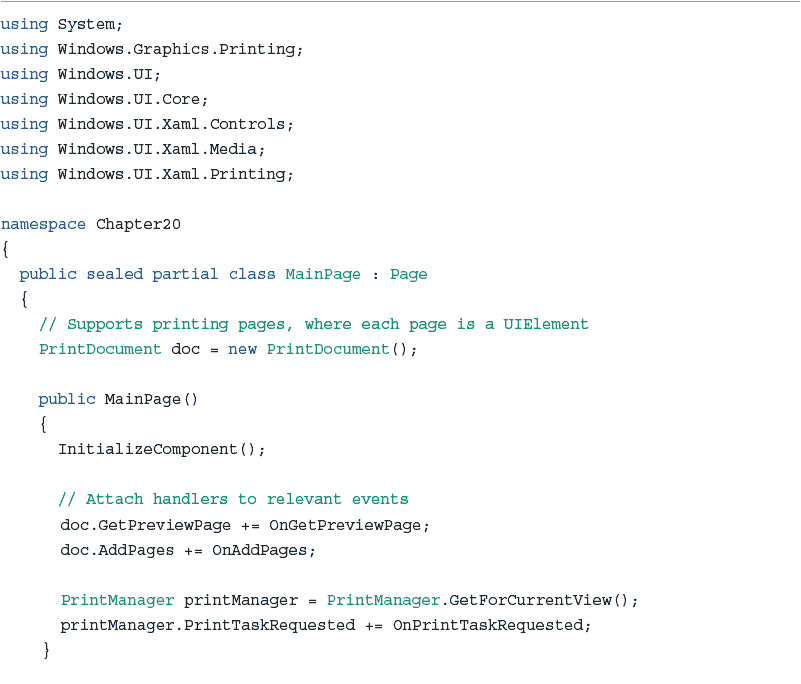 using System;
using Windows.Graphics.Printing;
using Windows.UI;
using Windows.UI.Core;
using Windows.UI.Xaml.Controls;
using Windows.UI.Xaml.Media;
using Windows.UI.Xaml.Printing;

namespace Chapter20
{
  public sealed partial class MainPage : Page
  {
    // Supports printing pages, where each page is a UIElement
    PrintDocument doc = new PrintDocument();

    public MainPage()
    {
      InitializeComponent();

      // Attach handlers to relevant events
      doc.GetPreviewPage += OnGetPreviewPage;
      doc.AddPages += OnAddPages;

      PrintManager printManager = PrintManager.GetForCurrentView();
      printManager.PrintTaskRequested += OnPrintTaskRequested;
    }